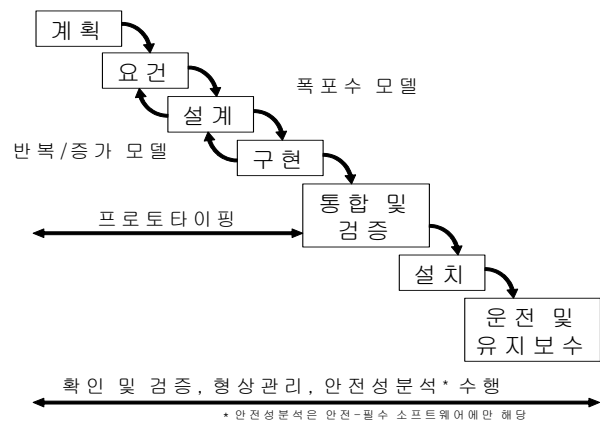 계획
요건
폭포수 모델
설계
반복/증가 모델
구현
통합 및
검증
프로토타이핑
설치
운전 및
유지보수
확인 및 검증, 형상관리, 안전성분석* 수행
* 안전성분석은 안전-필수 소프트웨어에만 해당